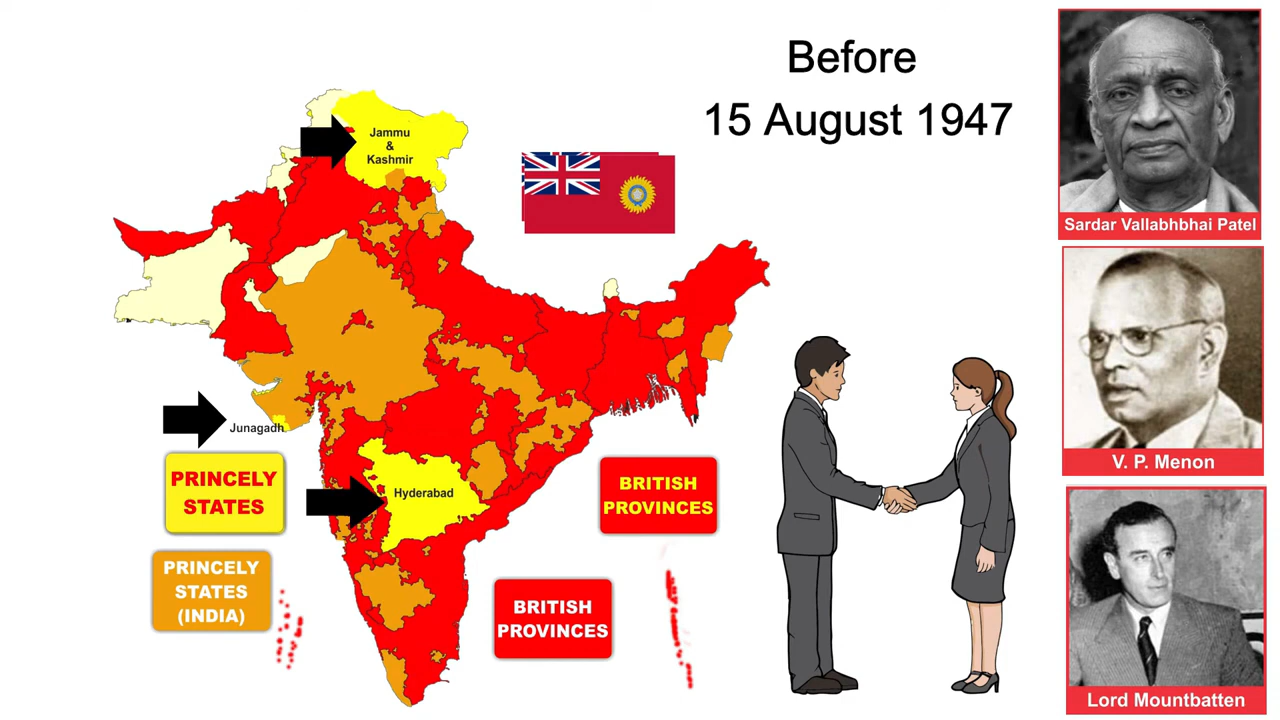 Before
15 August 1947
Jammu
&
Kashmir
Junagadh
Hyderabad
PRINCELY
STATES
PRINCELY
STATES
(INDIA)
BRITISH
PROVINCES
BRITISH
PROVINCES
Sardar Vallabhbhai Patel
V. P. Menon
Lord Mountbatten